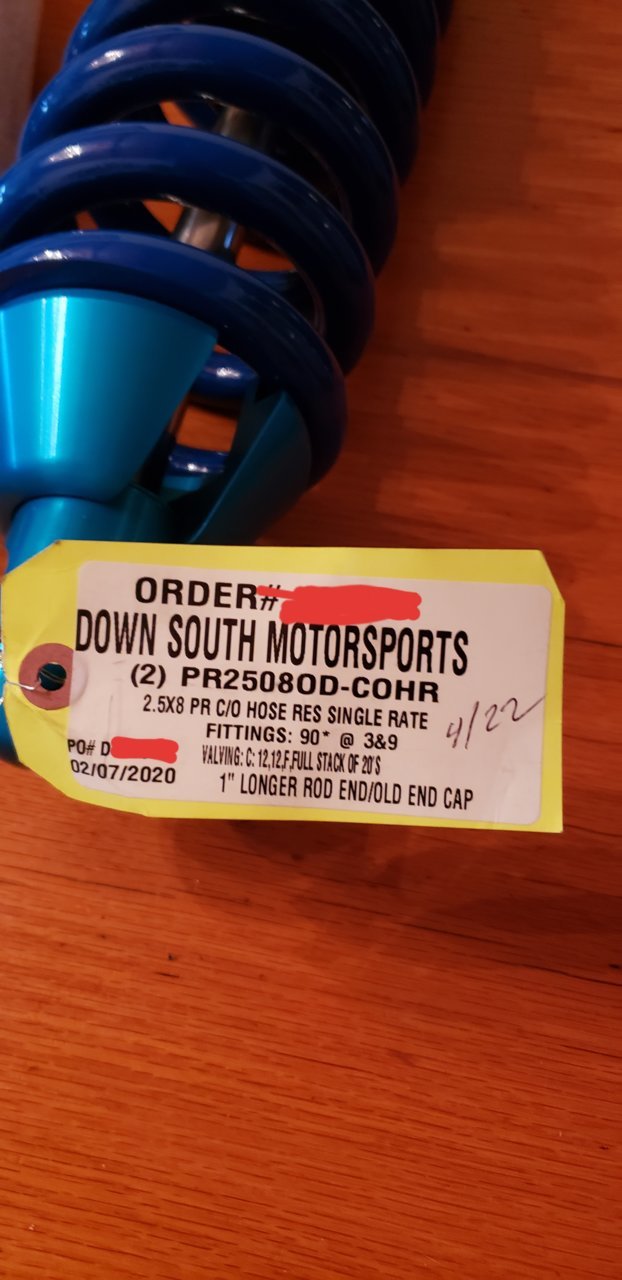 ORDER#
DOWN SOUTH MOTORSPORTS
(2) PR2508OD-COHR
2.5X8 PR C/O HOSE RES SINGLE RATE
4/22
FITTINGS: 90* @ 3&9
PO# D
VALVING: C: 12,12,F,FULL STACK OF 20'S
02/07/2020
1" LONGER ROD END/OLD END CAP